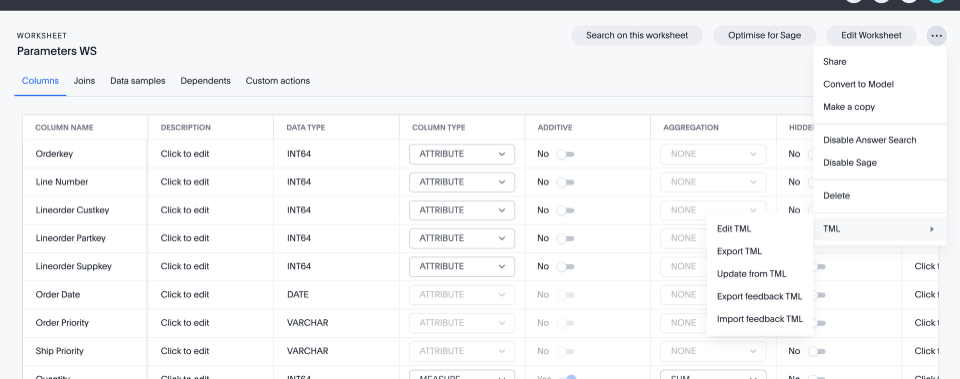 WORKSHEET
Parameters WS
Search on this worksheet Optimise for Sage Edit Worksheet ...
Share
Convert to Model
Make a copy
Disable Answer Search
Disable Sage
Delete
TML
Edit TML
Export TML
Update from TML
Export feedback TML
Import feedback TML
Columns Joins Data samples Dependents Custom actions
COLUMN NAME DESCRIPTION DATA TYPE COLUMN TYPE ADDITIVE AGGREGATION
Orderkey Click to edit INT64 ATTRIBUTE No NONE No
Line Number Click to edit INT64 ATTRIBUTE No NONE No
Lineorder Custkey Click to edit INT64 ATTRIBUTE No NONE No
Lineorder Partkey Click to edit INT64 ATTRIBUTE No NONE
Lineorder Suppkey Click to edit INT64 ATTRIBUTE No NONE Click
Order Date Click to edit DATE ATTRIBUTE No NONE Click
Order Priority Click to edit VARCHAR ATTRIBUTE No NONE Click
Ship Priority Click to edit VARCHAR ATTRIBUTE No NONE No Click
Quantity Click to edit INT64 MEASURE Yes SUM No Click